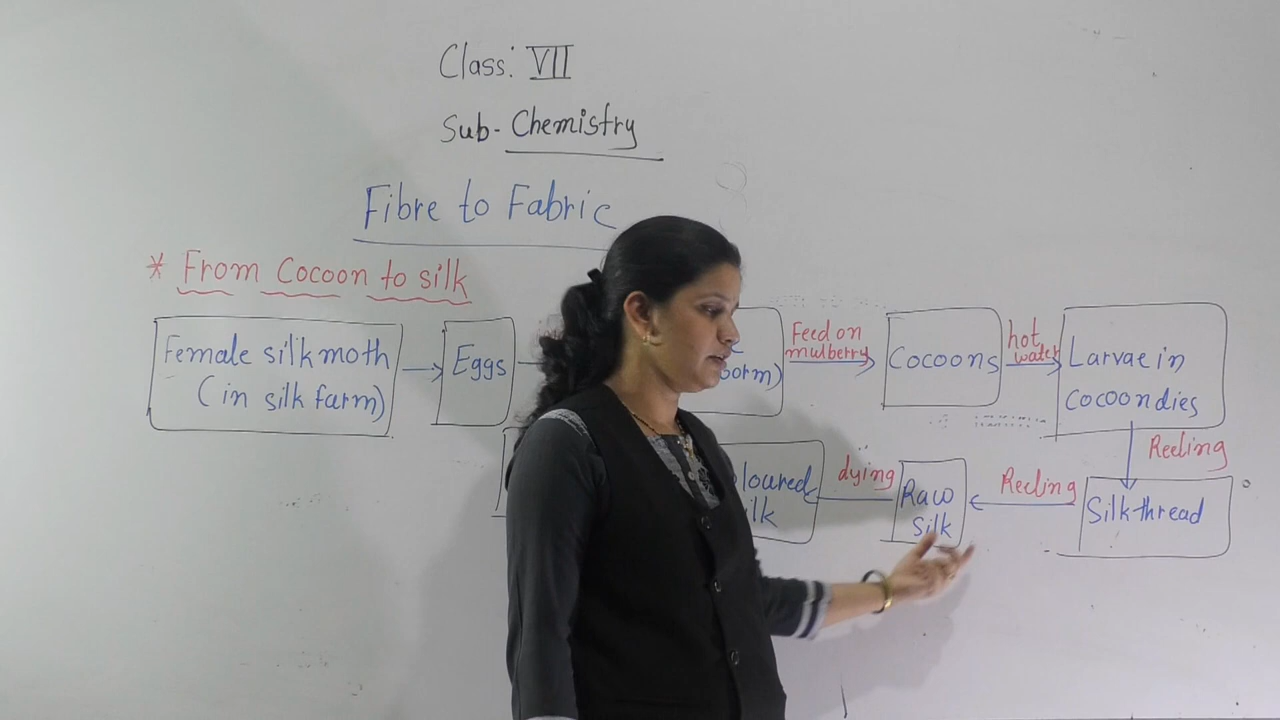 Class: VII
Sub- Chemistry
Fibre to Fabric
* From Cocoon to silk
Female silk moth
(in silk farm)
Eggs
Feed on
mulberry
Cocoons
hot
water
Larvae in
cocoon dies
Reeling
Silk thread
Reeling
Raw
silk
dying